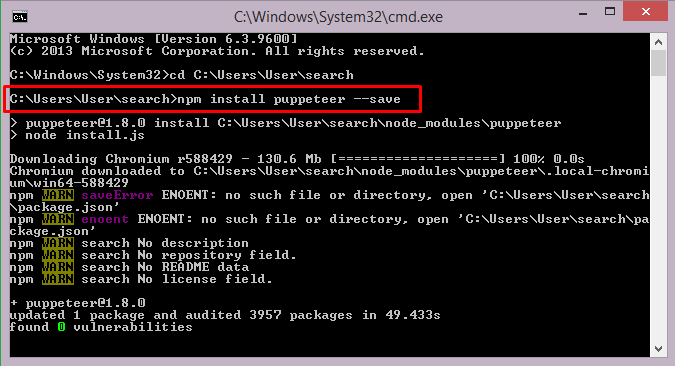 C:\Windows\System32\cmd.exe
C:\.
Microsoft Windows [Version 6.3.9600]
(c) 2013 Microsoft Corporation. All rights reserved.
C:\Windows\System32>cd C:\Users\User\search
C:\Users\User\search>npm install puppeteer --save
> puppeteer@1.8.0 install C:\Users\User\search\node_modules\puppeteer
> node install.js
Downloading Chromium r588429 - 130.6 Mb [====================] 100% 0.0s
Chromium downloaded to C:\Users\User\search\node_modules\puppeteer\.local-chromi
um\win64-588429
npm WARN saveError ENOENT: no such file or directory, open 'C:\Users\User\search
\package.json'
npm WARN enoent ENOENT: no such file or directory, open 'C:\Users\User\search\pa
ckage.json'
npm WARN search No description
npm WARN search No repository field.
npm WARN search No README data
npm WARN search No license field.
+ puppeteer@1.8.0
updated 1 package and audited 3957 packages in 49.433s
found 0 vulnerabilities